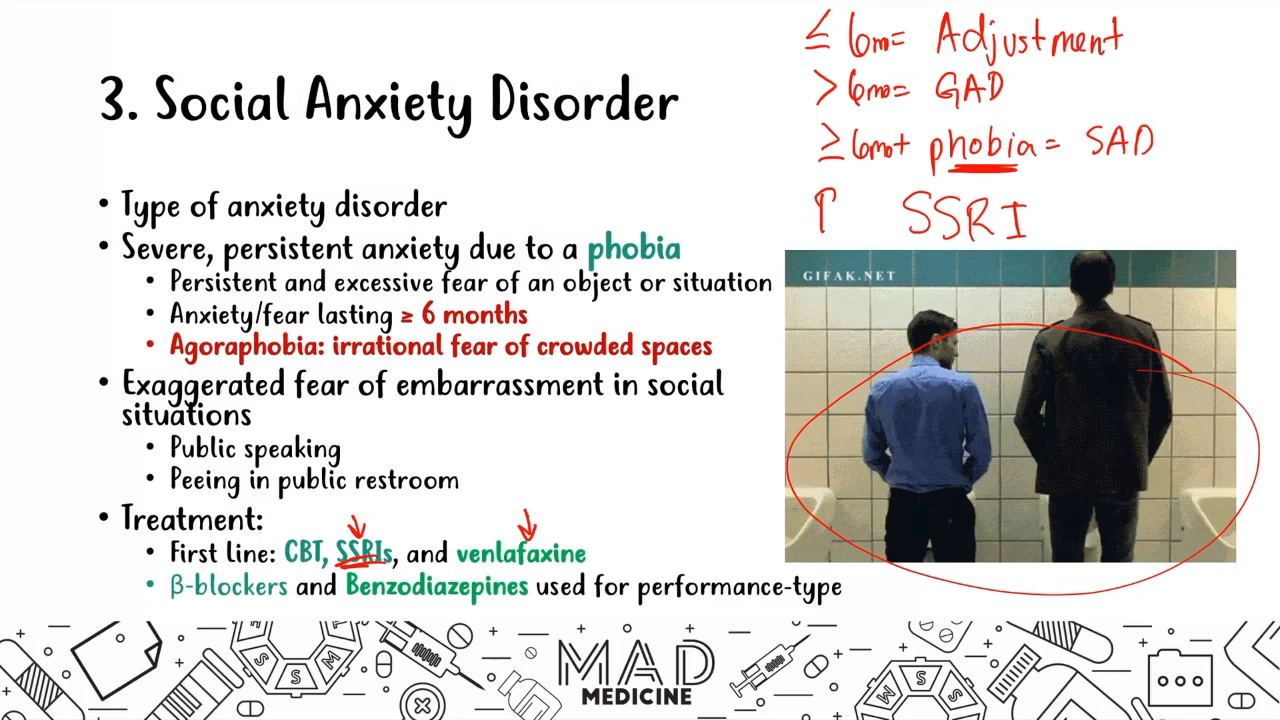 ≤ 6mo= Adjustment
>6mo= GAD
≥6mo+ phobia= SAD
↑ SSRI
3. Social Anxiety Disorder
• Type of anxiety disorder
• Severe, persistent anxiety due to a phobia
• Persistent and excessive fear of an object or situation
• Anxiety/fear lasting ≥ 6 months
• Agoraphobia: irrational fear of crowded spaces
• Exaggerated fear of embarrassment in social
situations
• Public speaking
• Peeing in public restroom
• Treatment:
• First line: CBT, SSRIs, and venlafaxine
• β-blockers and Benzodiazepines used for performance-type
GIFAK.NET
MAD
MEDICINE